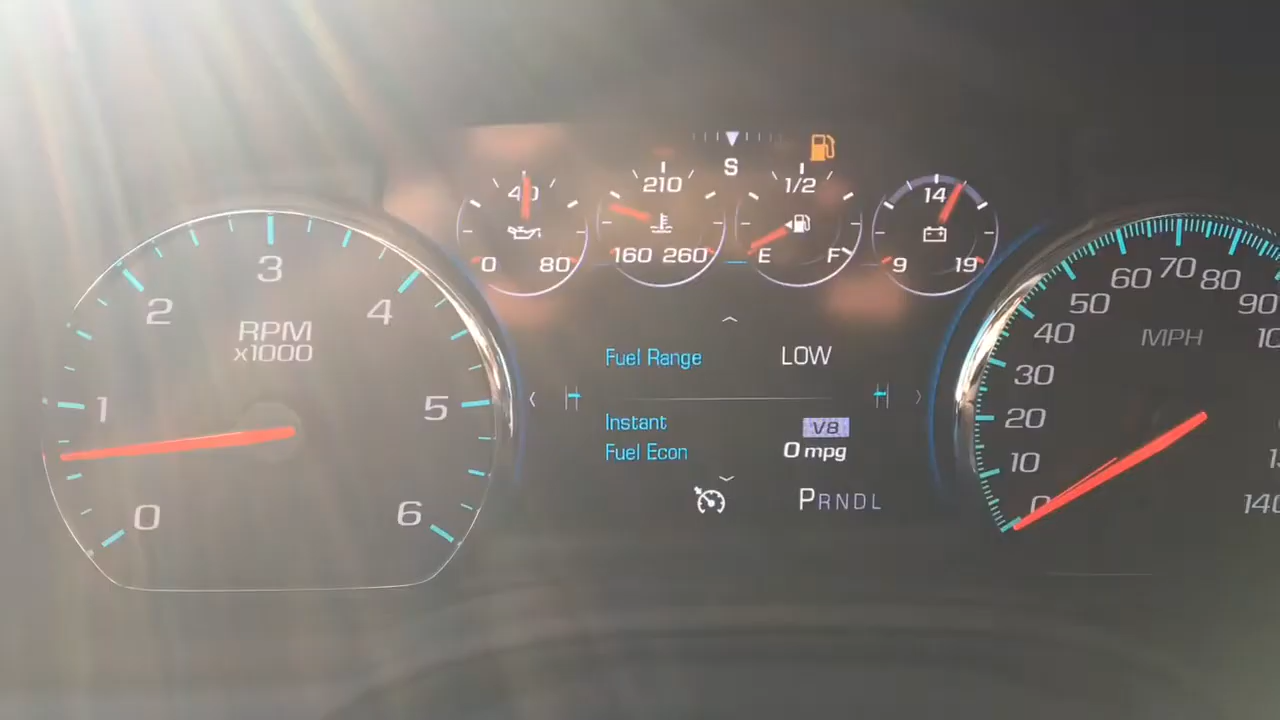 S
40
0 80
210
160 260
1/2
E F
14
9 19
RPM
x1000
0
1
2
3
4
5
6
Fuel Range LOW
Instant
Fuel Econ
V8
0 mpg
PRNDL
MPH
0
10
20
30
40
50
60
70
80
90